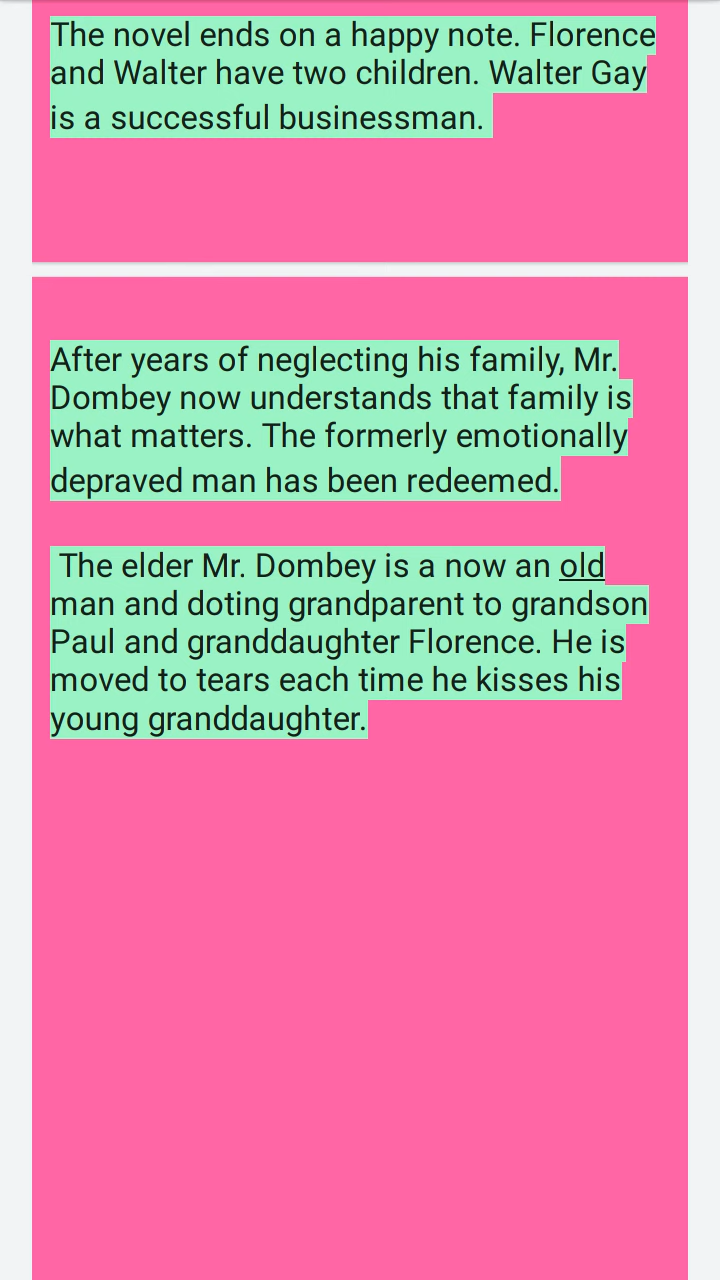 The novel ends on a happy note. Florence
and Walter have two children. Walter Gay
is a successful businessman.
After years of neglecting his family, Mr.
Dombey now understands that family is
what matters. The formerly emotionally
depraved man has been redeemed.
The elder Mr. Dombey is a now an old
man and doting grandparent to grandson
Paul and granddaughter Florence. He is
moved to tears each time he kisses his
young granddaughter.